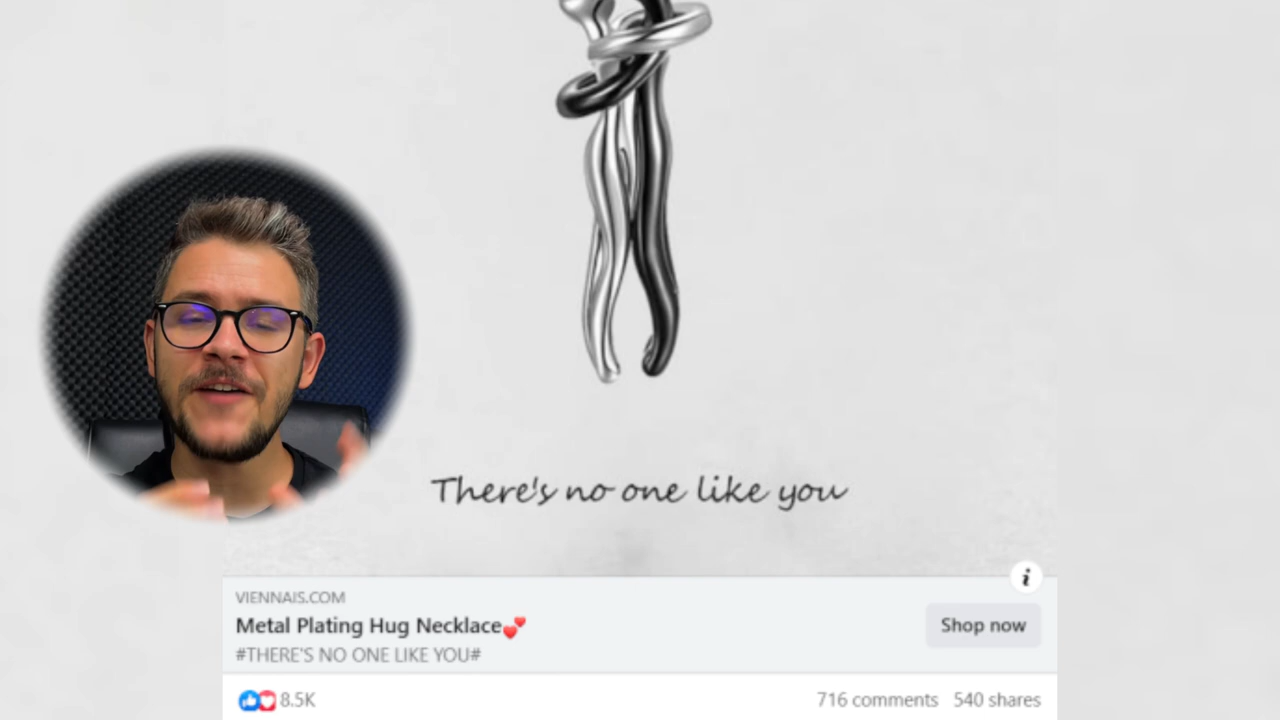 There's no one like you
VIENNAIS.COM
Metal Plating Hug Necklace💕
#THERE'S NO ONE LIKE YOU#
Shop now
8.5K
716 comments 540 shares